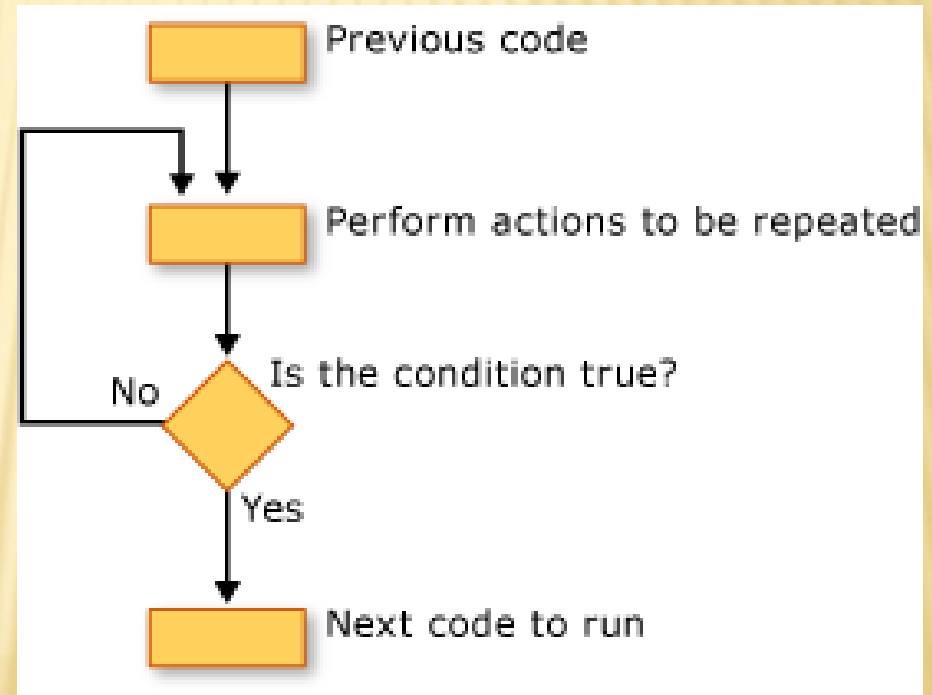 Previous code
Perform actions to be repeated
Is the condition true?
No
Yes
Next code to run